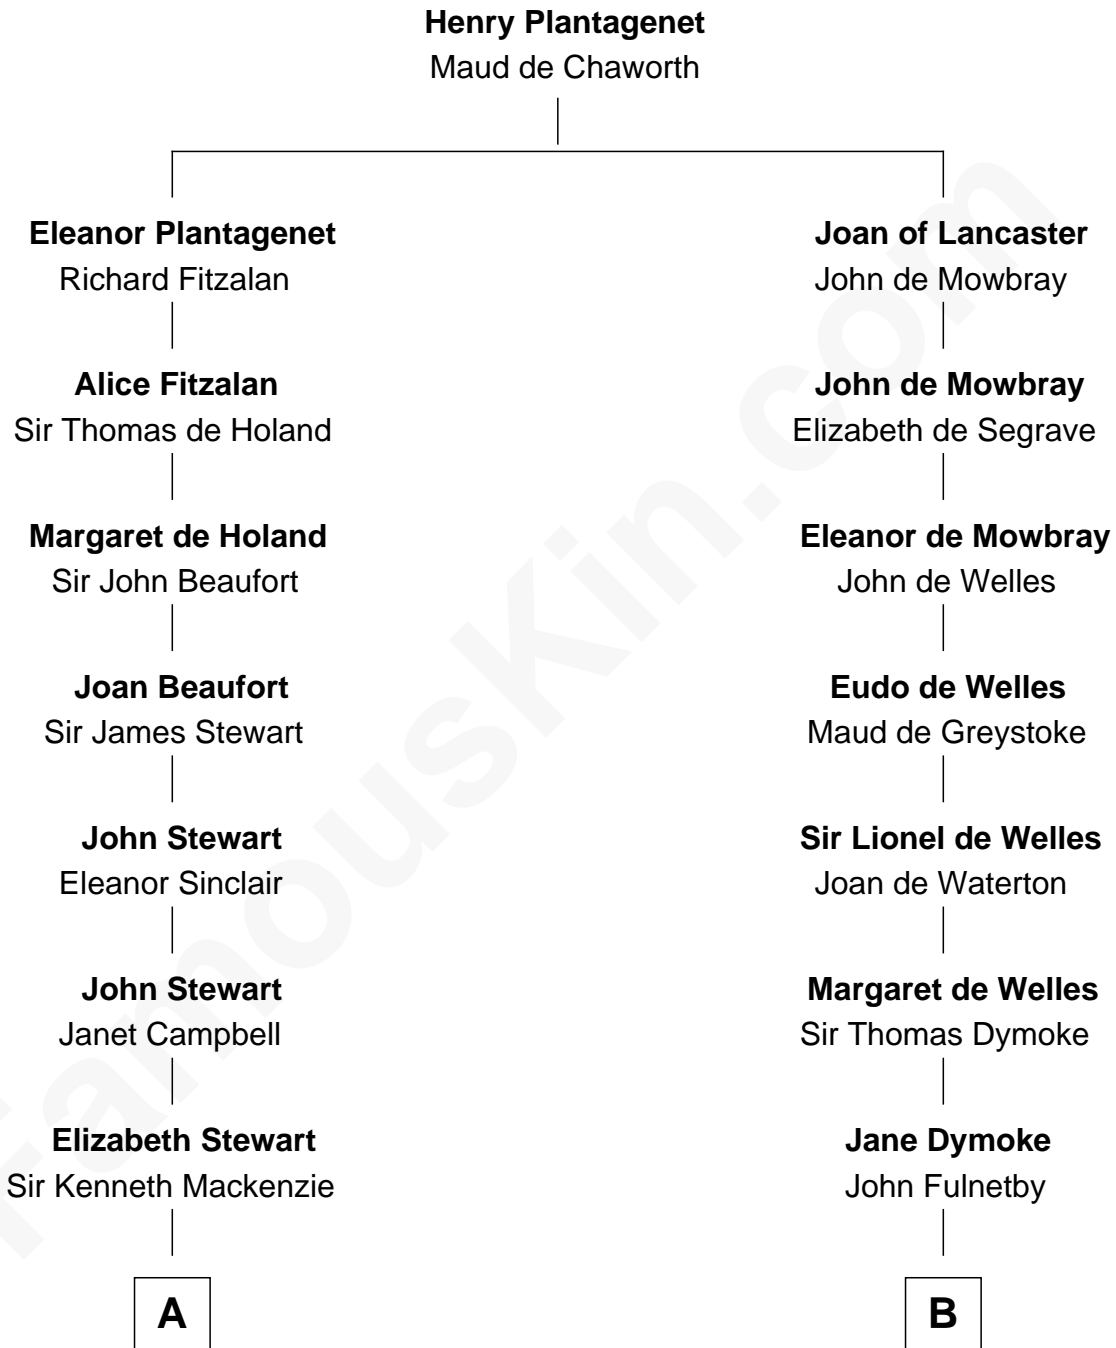 Henry Plantagenet
Maud de Chaworth
Eleanor Plantagenet
Richard Fitzalan
Joan of Lancaster
John de Mowbray
Alice Fitzalan
Sir Thomas de Holand
John de Mowbray
Elizabeth de Segrave
Margaret de Holand
Sir John Beaufort
Eleanor de Mowbray
John de Welles
Joan Beaufort
Sir James Stewart
Eudo de Welles
Maud de Greystoke
John Stewart
Eleanor Sinclair
Sir Lionel de Welles
Joan de Waterton
John Stewart
Janet Campbell
Margaret de Welles
Sir Thomas Dymoke
Elizabeth Stewart
Sir Kenneth Mackenzie
Jane Dymoke
John Fulnetby
A
B
FamousKin.com